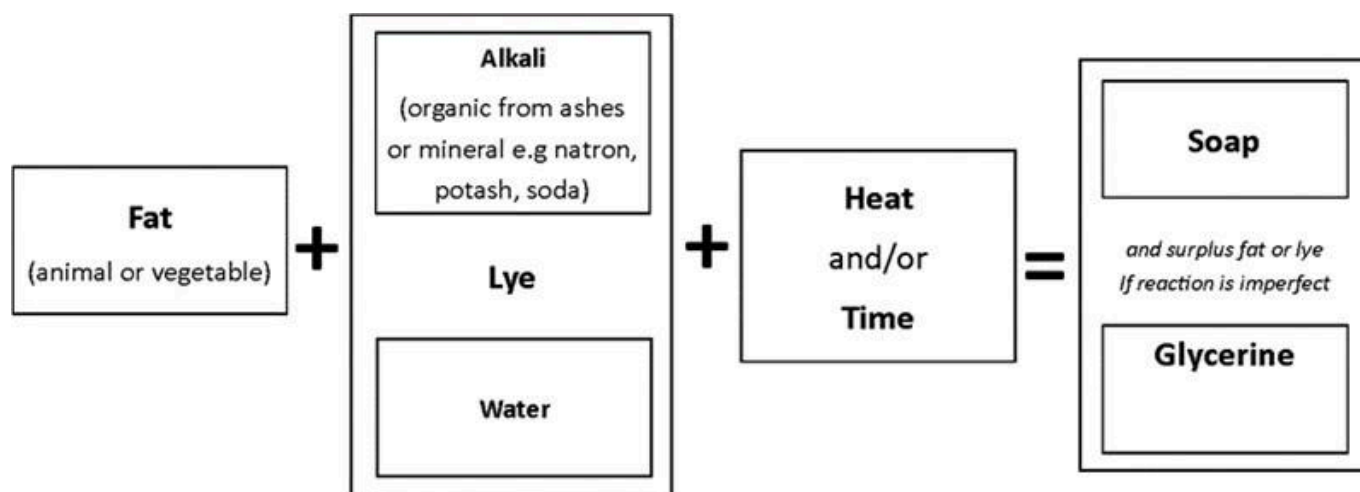 Fat
(animal or vegetable)
+
Alkali
(organic from ashes
or mineral e.g natron,
potash, soda)
Lye
Water
+
Heat
and/or
Time
=
Soap
and surplus fat or lye
If reaction is imperfect
Glycerine